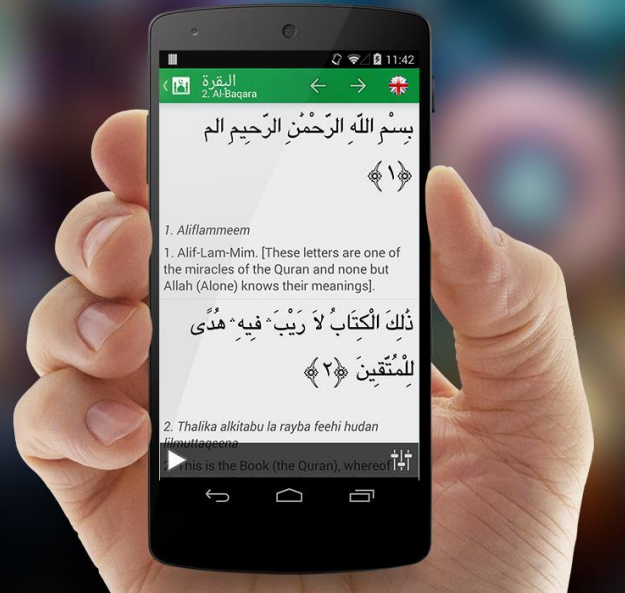 11:42
البقرة
2. Al-Baqara
بِسْمِ اللَّهِ الرَّحْمَٰنِ الرَّحِيمِ الم
﴿١﴾
1. Aliflammeem
1. Alif-Lam-Mim. [These letters are one of
the miracles of the Quran and none but
Allah (Alone) knows their meanings].
ذَٰلِكَ الْكِتَابُ لَا رَيْبَ ۛ فِيهِ ۛ هُدًى
لِلْمُتَّقِينَ ﴿٢﴾
2. Thalika alkitabu la rayba feehi hudan
lilmuttaqeena
2. This is the Book (the Quran), whereof